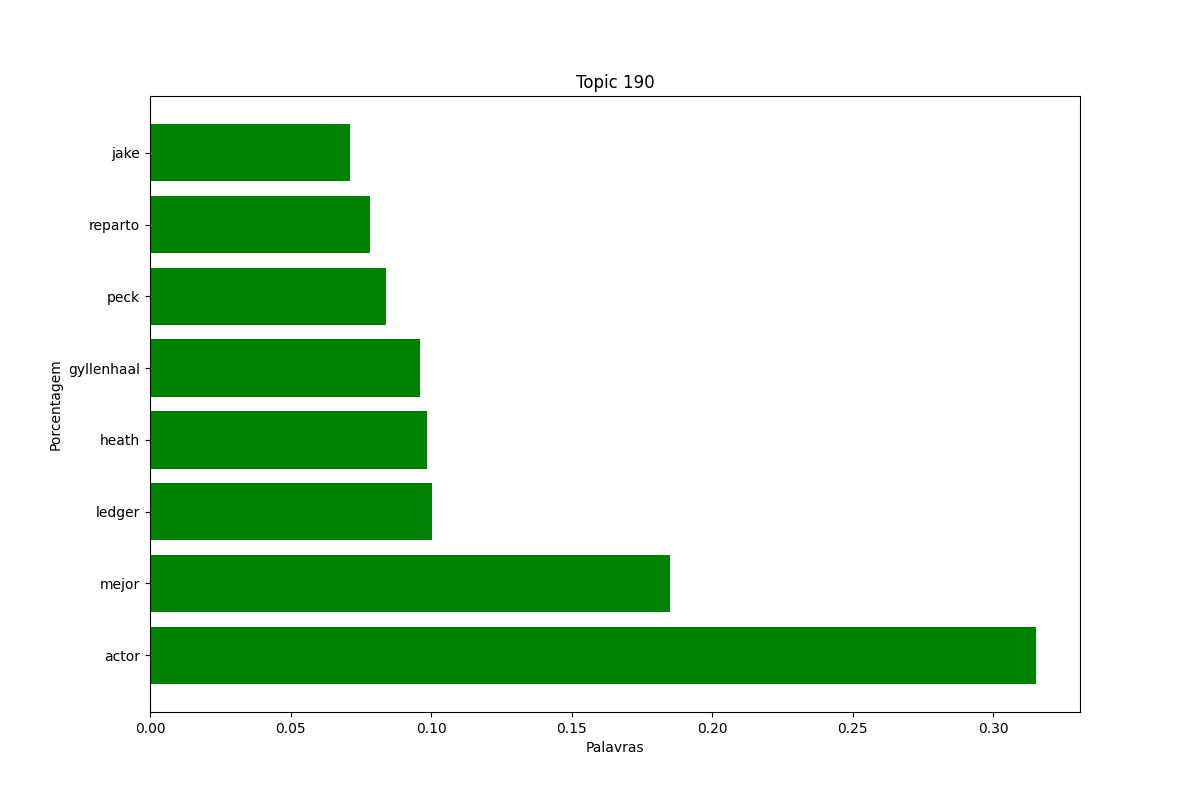 Topic 190
jake
reparto
peck
gyllenhaal
heath
ledger
mejor
actor
Porcentagem
0.00 0.05 0.10 0.15 0.20 0.25 0.30
Palavras